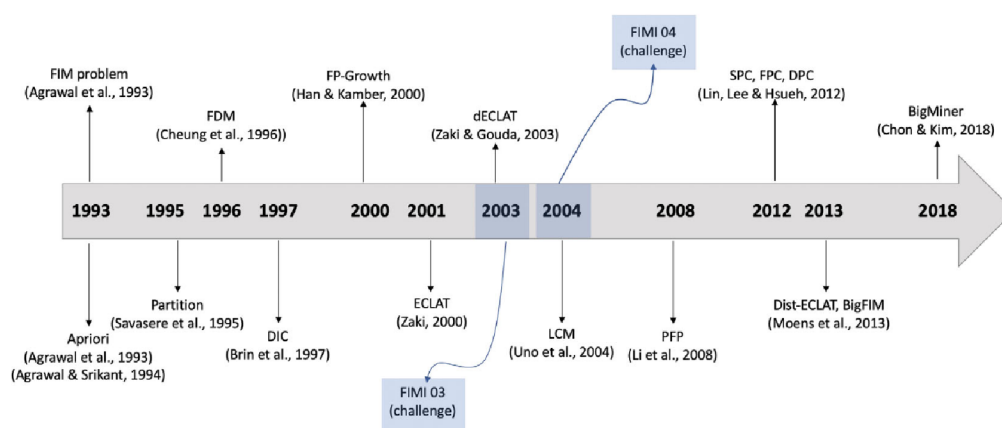 FIMI 04
(challenge)
FIM problem
(Agrawal et al., 1993)
FDM
(Cheung et al., 1996))
FP-Growth
(Han & Kamber, 2000)
dECLAT
(Zaki & Gouda, 2003)
SPC, FPC, DPC
(Lin, Lee & Hsueh, 2012)
BigMiner
(Chon & Kim, 2018)
1993 1995 1996 1997 2000 2001 2003 2004 2008 2012 2013 2018
Apriori
(Agrawal et al., 1993)
(Agrawal & Srikant, 1994)
Partition
(Savasere et al., 1995)
DIC
(Brin et al., 1997)
ECLAT
(Zaki, 2000)
LCM
(Uno et al., 2004)
PFP
(Li et al., 2008)
Dist-ECLAT, BigFIM
(Moens et al., 2013)
FIMI 03
(challenge)